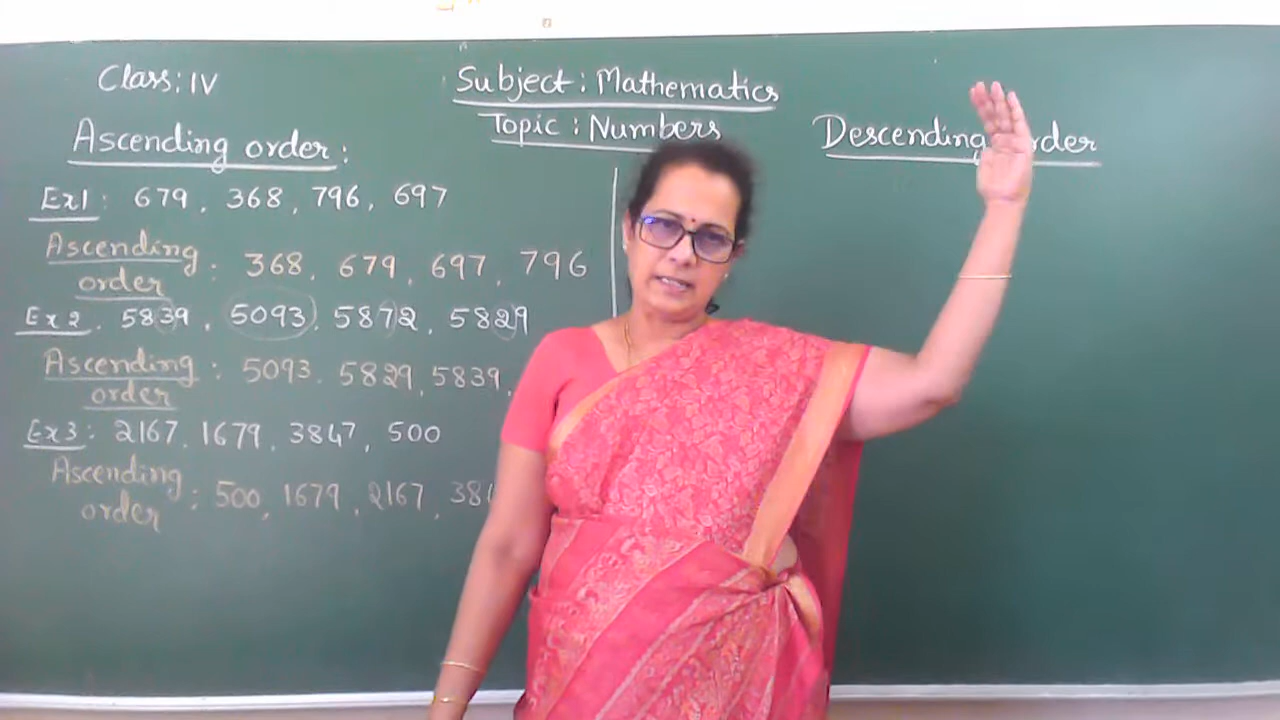 Class: IV
Subject: Mathematics
Topic: Numbers
Ascending order:
Ex1: 679, 368, 796, 697
Ascending order: 368, 679, 697, 796
Ex2. 5839, 5093, 5872, 5829
Ascending order: 5093. 5829, 5839,
Ex3: 2167, 1679, 3847, 500
Ascending order: 500, 1679, 2167,
Descending